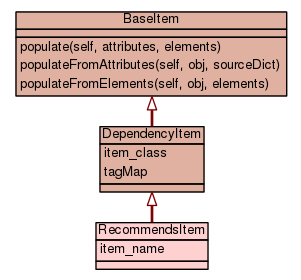 BaseItem
populate(self, attributes, elements)
populateFromAttributes(self, obj, sourceDict)
populateFromElements(self, obj, elements)
DependencyItem
item_class
tagMap
RecommendsItem
item_name